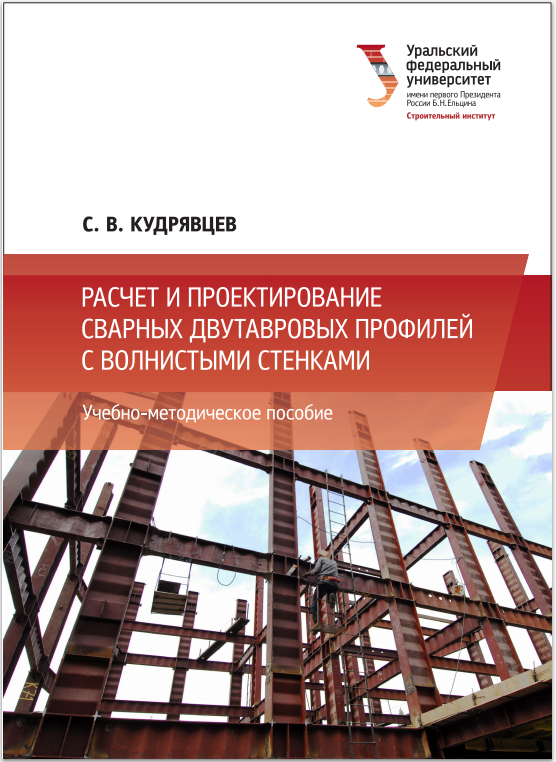 Уральский
федеральный
университет
имени первого Президента
России Б.Н.Ельцина
Строительный институт
С. В. КУДРЯВЦЕВ
РАСЧЕТ И ПРОЕКТИРОВАНИЕ
СВАРНЫХ ДВУТАВРОВЫХ ПРОФИЛЕЙ
С ВОЛНИСТЫМИ СТЕНКАМИ
Учебно-методическое пособие